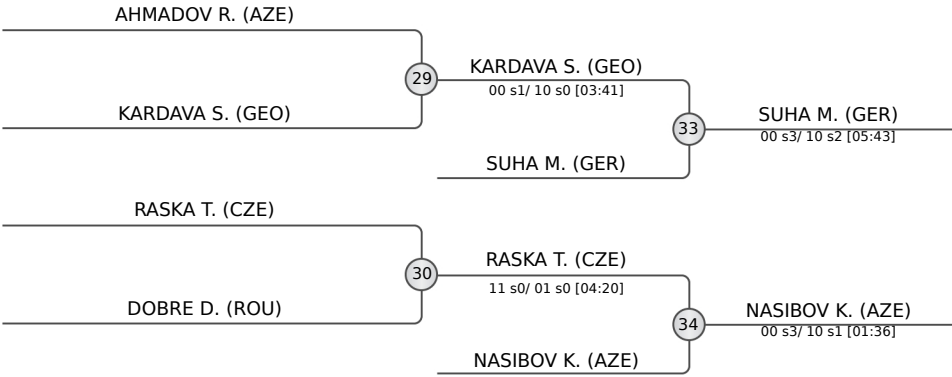 AHMADOV R. (AZE)
29
KARDAVA S. (GEO)
KARDAVA S. (GEO)
00 s1/ 10 s0 [03:41]
33
SUHA M. (GER)
SUHA M. (GER)
00 s3/ 10 s2 [05:43]
RASKA T. (CZE)
30
DOBRE D. (ROU)
RASKA T. (CZE)
11 s0/ 01 s0 [04:20]
34
NASIBOV K. (AZE)
NASIBOV K. (AZE)
00 s3/ 10 s1 [01:36]